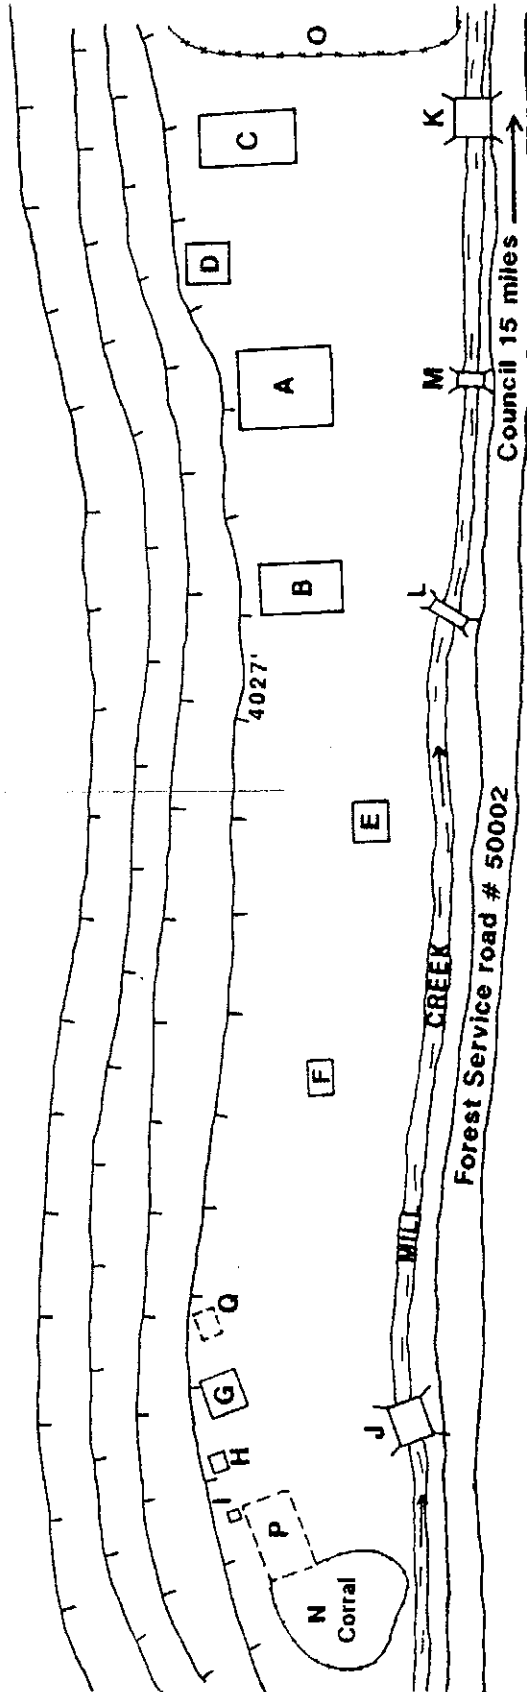 I
H
G
Q
D
C
4027'
A
B
P
N
Corral
O
F
E
J
L
M
K
MILL CREEK
Forest Service road # 50002
Council 15 miles